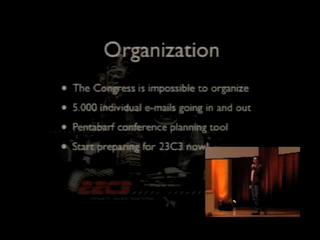 Organization
The Congress is impossible to organize
5.000 individual e-mails going in and out
Pentabarf conference planning tool
Start preparing for 23C3 now!
22C3